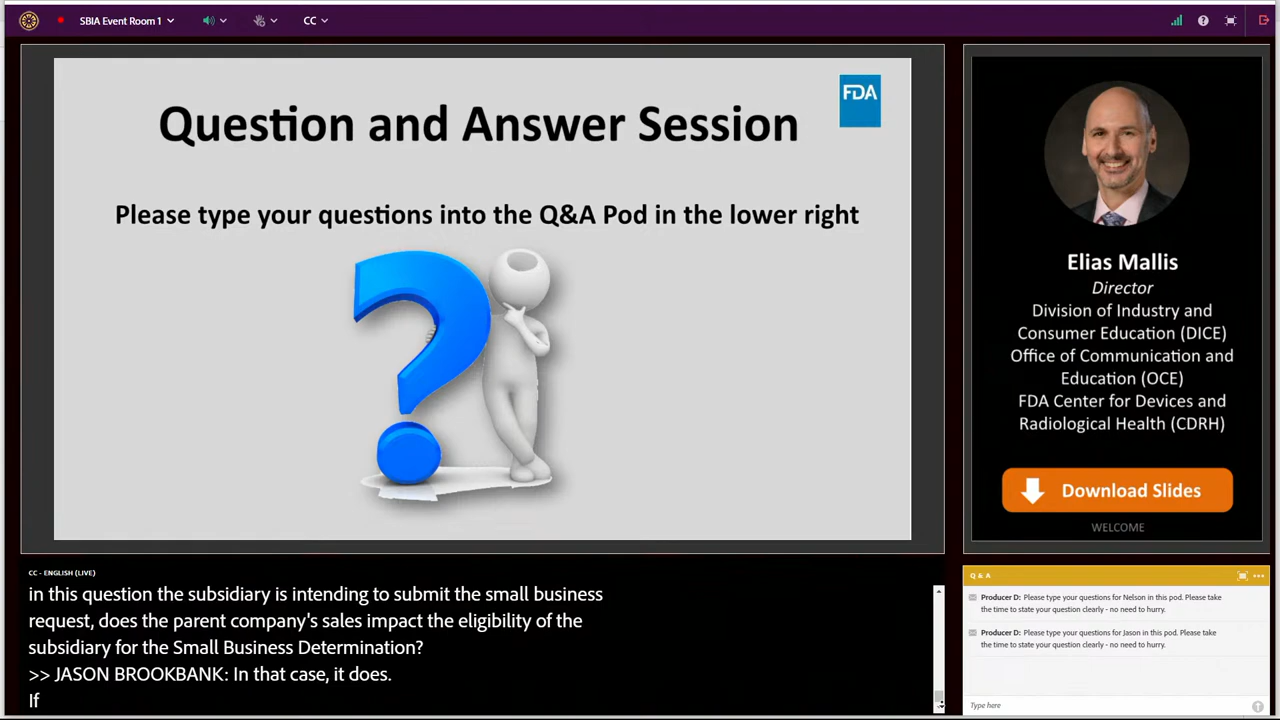 SBIA Event Room 1
CC
FDA
Question and Answer Session
Please type your questions into the Q&A Pod in the lower right
Elias Mallis
Director
Division of Industry and
Consumer Education (DICE)
Office of Communication and
Education (OCE)
FDA Center for Devices and
Radiological Health (CDRH)
Download Slides
WELCOME
CC - ENGLISH (LIVE)
in this question the subsidiary is intending to submit the small business
request, does the parent company's sales impact the eligibility of the
subsidiary for the Small Business Determination?
>> JASON BROOKBANK: In that case, it does.
If
Q & A
Producer D: Please type your questions for Nelson in this pod. Please take
the time to state your question clearly - no need to hurry.
Producer D: Please type your questions for Jason in this pod. Please take
the time to state your question clearly - no need to hurry.
Type here